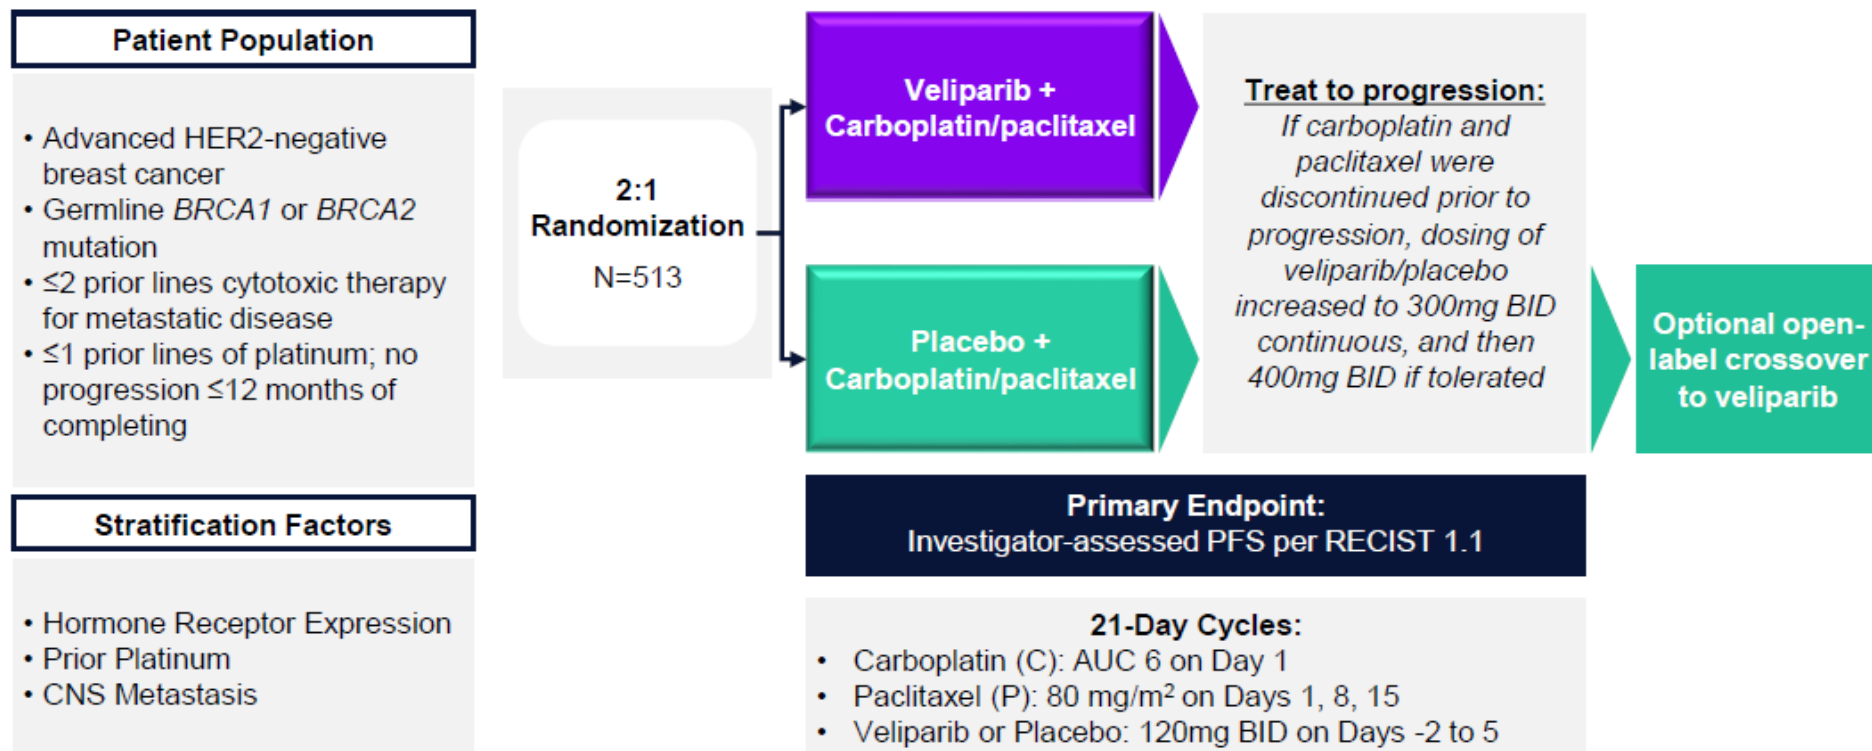 Patient Population
• Advanced HER2-negative
breast cancer
• Germline BRCA1 or BRCA2
mutation
• ≤2 prior lines cytotoxic therapy
for metastatic disease
• ≤1 prior lines of platinum; no
progression ≤12 months of
completing
Stratification Factors
• Hormone Receptor Expression
• Prior Platinum
• CNS Metastasis
2:1
Randomization
N=513
Veliparib +
Carboplatin/paclitaxel
Placebo +
Carboplatin/paclitaxel
Treat to progression:
If carboplatin and
paclitaxel were
discontinued prior to
progression, dosing of
veliparib/placebo
increased to 300mg BID
continuous, and then
400mg BID if tolerated
Optional open-
label crossover
to veliparib
Primary Endpoint:
Investigator-assessed PFS per RECIST 1.1
21-Day Cycles:
• Carboplatin (C): AUC 6 on Day 1
• Paclitaxel (P): 80 mg/m² on Days 1, 8, 15
• Veliparib or Placebo: 120mg BID on Days -2 to 5